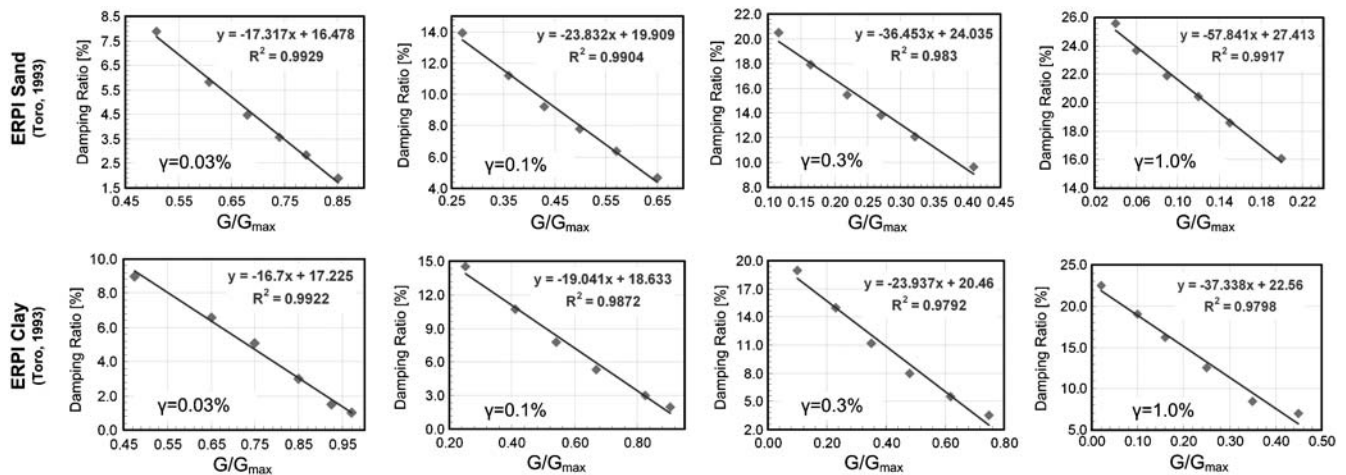 ERPI Sand
(Toro, 1993)
Damping Ratio [%]
8.5
7.5
6.5
5.5
4.5
3.5
2.5
1.5
y = -17.317x + 16.478
R² = 0.9929
γ=0.03%
0.45 0.55 0.65 0.75 0.85
G/Gmax
Damping Ratio [%]
14.0
12.0
10.0
8.0
6.0
4.0
y = -23.832x + 19.909
R² = 0.9904
γ=0.1%
0.25 0.35 0.45 0.55 0.65
G/Gmax
Damping Ratio [%]
22.0
20.0
18.0
16.0
14.0
12.0
10.0
8.0
y = -36.453x + 24.035
R² = 0.983
γ=0.3%
0.10 0.15 0.20 0.25 0.30 0.35 0.40 0.45
G/Gmax
Damping Ratio [%]
26.0
24.0
22.0
20.0
18.0
16.0
14.0
y = -57.841x + 27.413
R² = 0.9917
γ=1.0%
0.02 0.06 0.10 0.14 0.18 0.22
G/Gmax
ERPI Clay
(Toro, 1993)
Damping Ratio [%]
10.0
8.0
6.0
4.0
2.0
0.0
y = -16.7x + 17.225
R² = 0.9922
γ=0.03%
0.45 0.55 0.65 0.75 0.85 0.95
G/Gmax
Damping Ratio [%]
15.0
12.0
9.0
6.0
3.0
0.0
y = -19.041x + 18.633
R² = 0.9872
γ=0.1%
0.20 0.40 0.60 0.80
G/Gmax
Damping Ratio [%]
20.0
17.0
14.0
11.0
8.0
5.0
2.0
y = -23.937x + 20.46
R² = 0.9792
γ=0.3%
0.00 0.20 0.40 0.60 0.80
G/Gmax
Damping Ratio [%]
25.0
20.0
15.0
10.0
5.0
y = -37.338x + 22.56
R² = 0.9798
γ=1.0%
0.00 0.10 0.20 0.30 0.40 0.50
G/Gmax